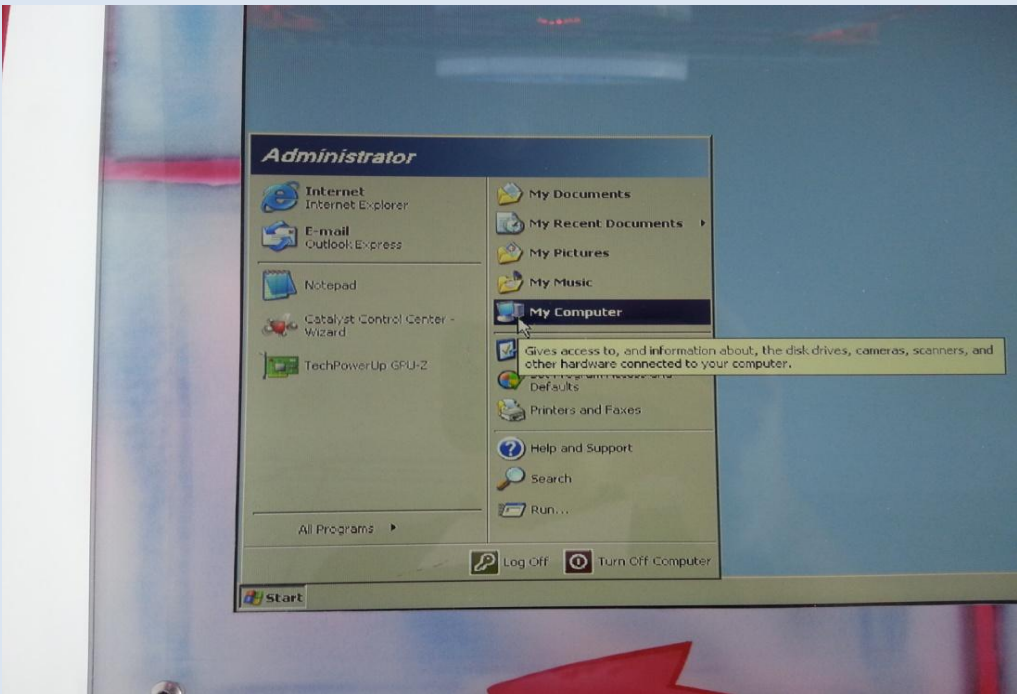 Administrator
Internet
Internet Explorer
E-mail
Outlook Express
Notepad
Catalyst Control Center -
Wizard
TechPowerUp GPU-Z
All Programs
My Documents
My Recent Documents
My Pictures
My Music
My Computer
Gives access to, and information about, the disk drives, cameras, scanners, and
other hardware connected to your computer.
Defaults
Printers and Faxes
Help and Support
Search
Run...
Log Off
Turn Off Computer
Start